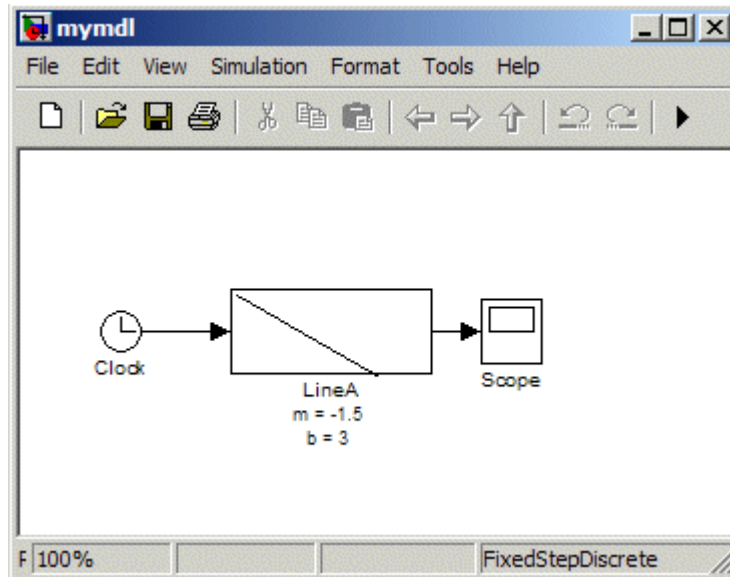 mymdl
File Edit View Simulation Format Tools Help
Clock
LineA
m = -1.5
b = 3
Scope
F 100% FixedStepDiscrete